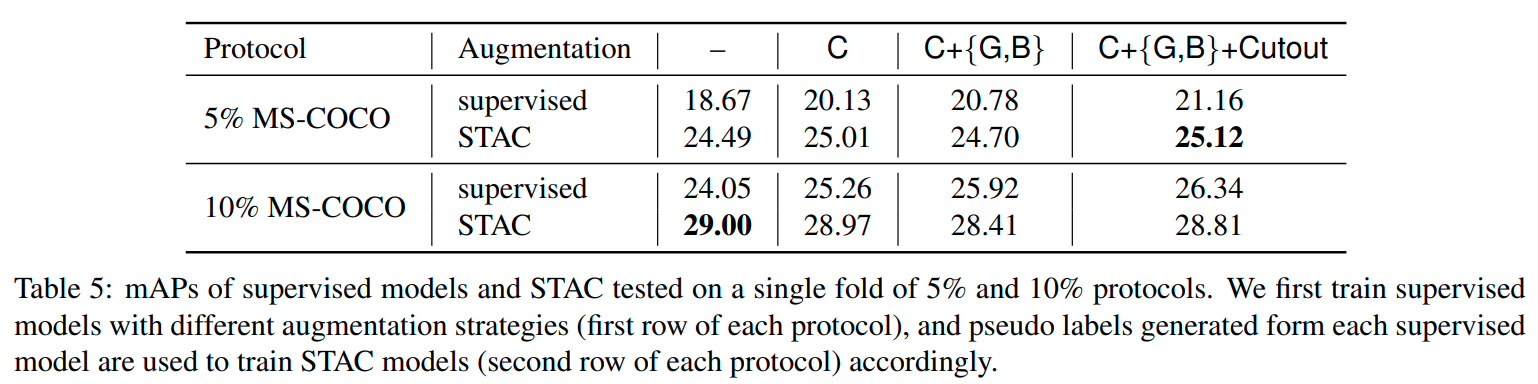 Protocol Augmentation – C C+{G,B} C+{G,B}+Cutout
5% MS-COCO
supervised 18.67 20.13 20.78 21.16
STAC 24.49 25.01 24.70 25.12
10% MS-COCO
supervised 24.05 25.26 25.92 26.34
STAC 29.00 28.97 28.41 28.81
Table 5: mAPs of supervised models and STAC tested on a single fold of 5% and 10% protocols. We first train supervised
models with different augmentation strategies (first row of each protocol), and pseudo labels generated form each supervised
model are used to train STAC models (second row of each protocol) accordingly.